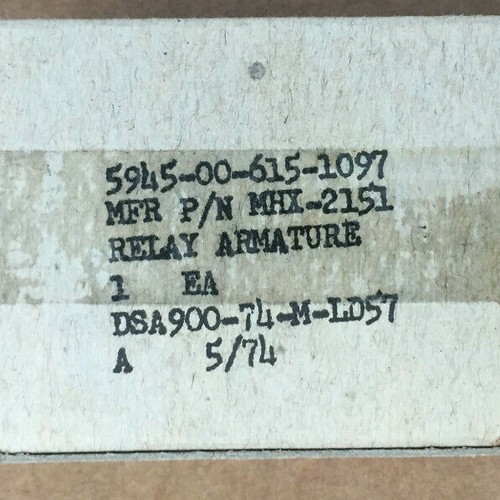 5945-00-615-1097
MFR P/N MHX-2151
RELAY ARMATURE
1 EA
DSA900-74-M-LD57
A 5/74